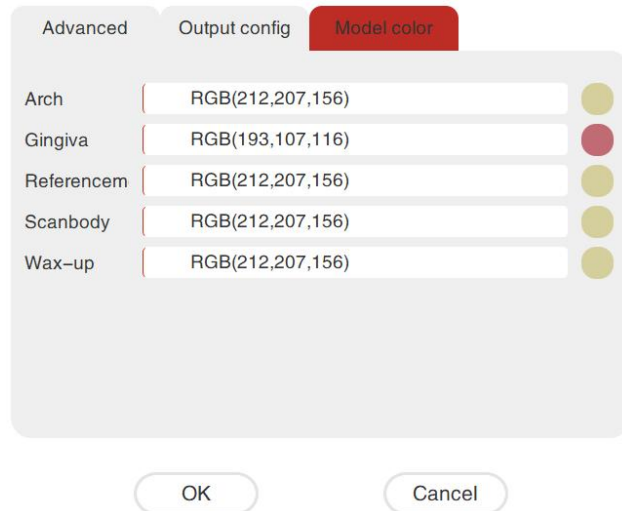 Advanced Output config Model color
Arch RGB(212,207,156)
Gingiva RGB(193,107,116)
Referencem RGB(212,207,156)
Scanbody RGB(212,207,156)
Wax-up RGB(212,207,156)
OK Cancel